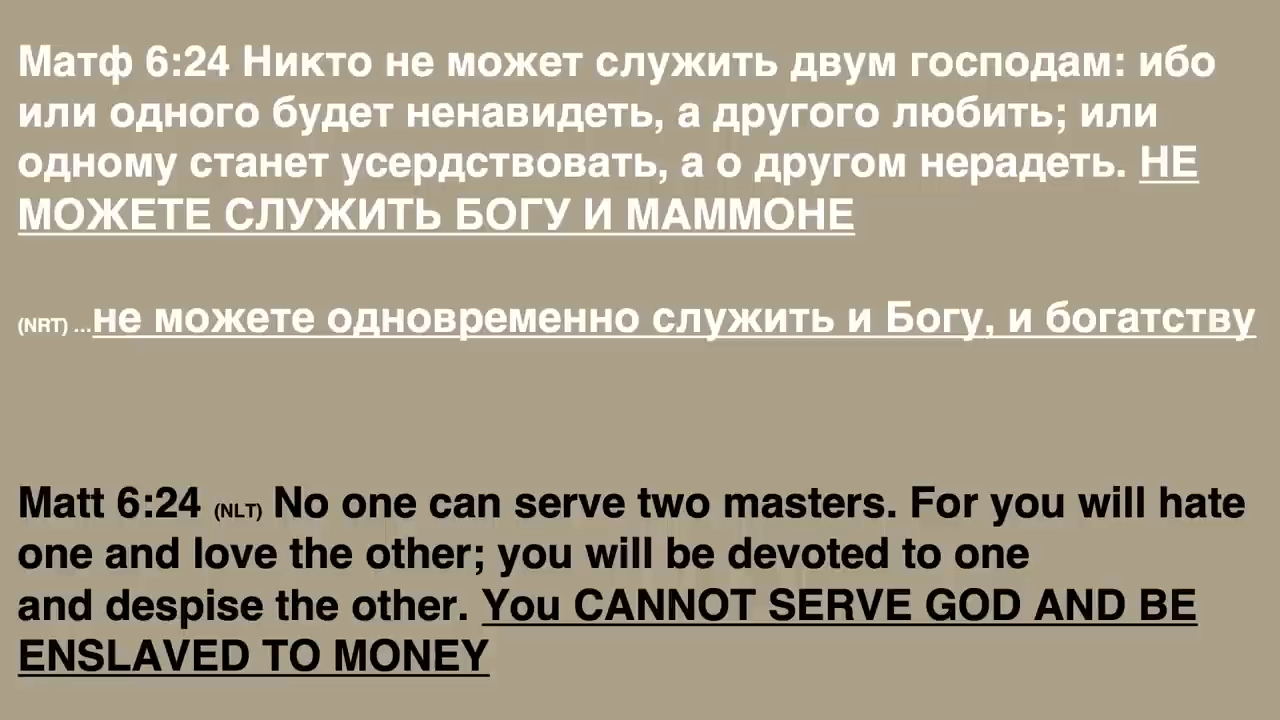 Матф 6:24 Никто не может служить двум господам: ибо
или одного будет ненавидеть, а другого любить; или
одному станет усердствовать, а о другом нерадеть. НЕ
МОЖЕТЕ СЛУЖИТЬ БОГУ И МАММОНЕ
(NRT) ...не можете одновременно служить и Богу, и богатству
Matt 6:24 (NLT) No one can serve two masters. For you will hate
one and love the other; you will be devoted to one
and despise the other. You CANNOT SERVE GOD AND BE
ENSLAVED TO MONEY